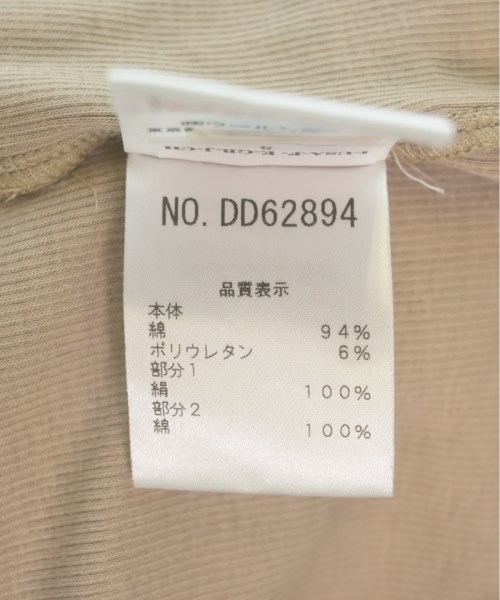 NO. DD62894
品質表示
本体
綿 94%
ポリウレタン 6%
部分1
絹 100%
部分2
綿 100%